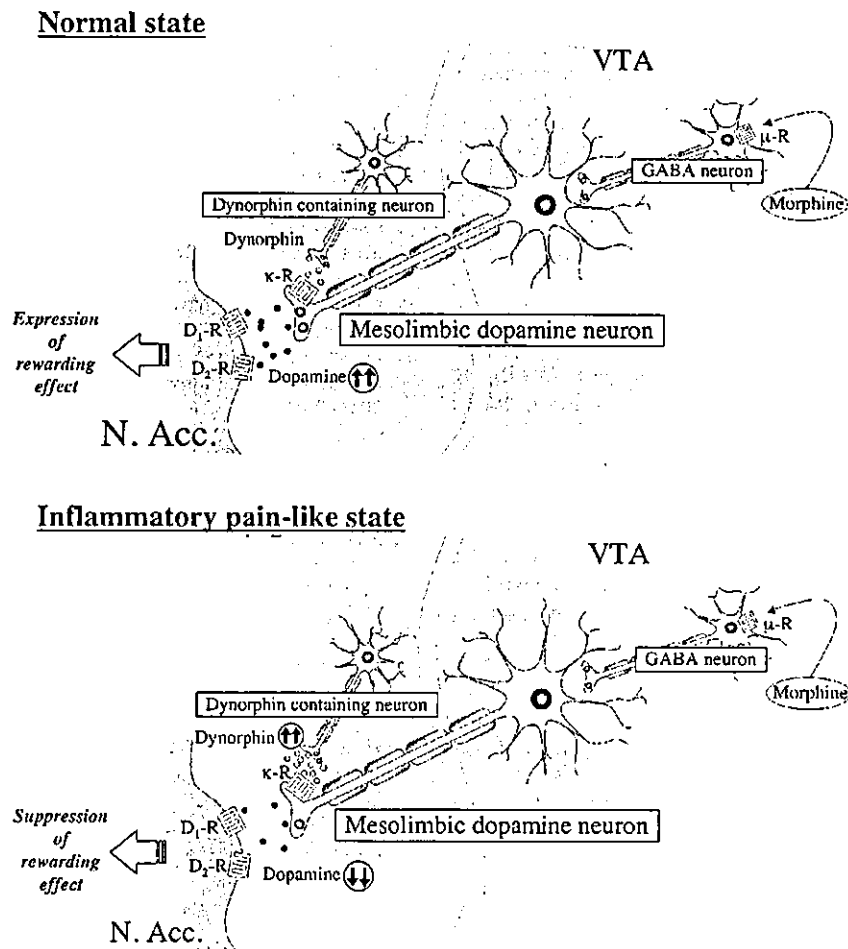 Normal state
VTA
μ-R
GABA neuron
Morphine
Dynorphin containing neuron
Dynorphin
κ-R
Mesolimbic dopamine neuron
Expression
of
rewarding
effect
D₁-R
D₂-R
Dopamine ↑↑
N. Acc.
Inflammatory pain-like state
VTA
μ-R
GABA neuron
Morphine
Dynorphin containing neuron
Dynorphin ↑↑
κ-R
Mesolimbic dopamine neuron
Suppression
of
rewarding
effect
D₁-R
D₂-R
Dopamine ↓↓
N. Acc.